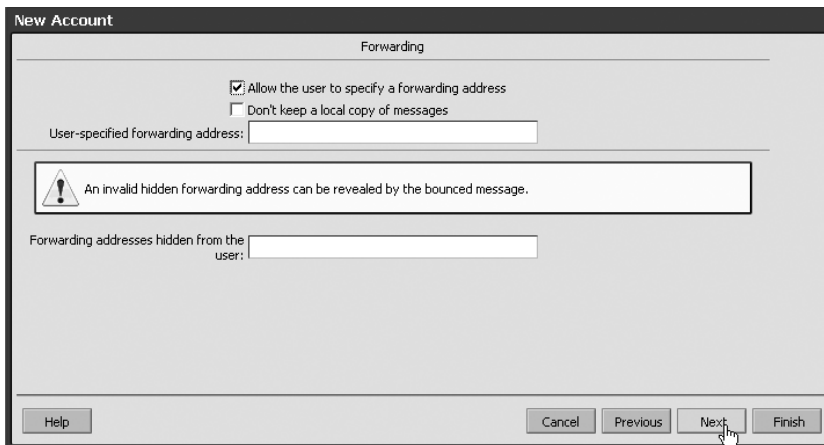 New Account
Forwarding
Allow the user to specify a forwarding address
Don't keep a local copy of messages
User-specified forwarding address:
An invalid hidden forwarding address can be revealed by the bounced message.
Forwarding addresses hidden from the
user:
Help
Cancel
Previous
Next
Finish